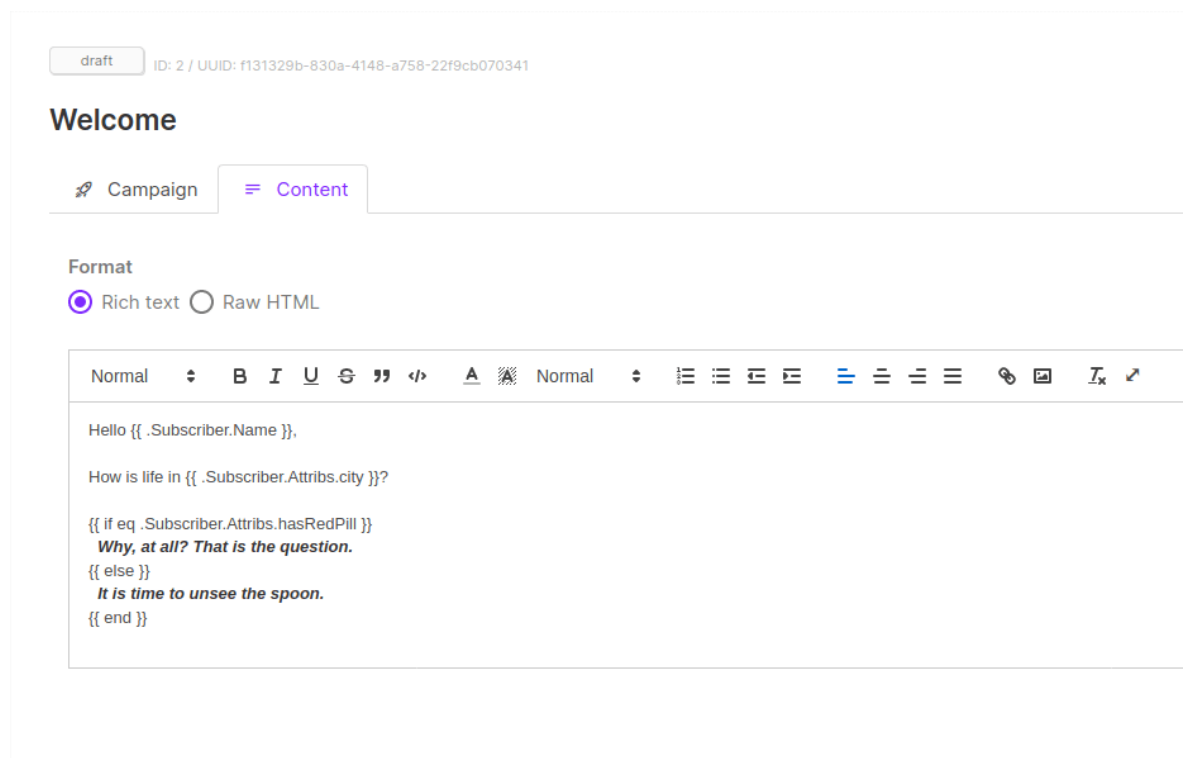 draft ID: 2 / UUID: f131329b-830a-4148-a758-22f9cb070341
Welcome
Campaign Content
Format
Rich text Raw HTML
Normal B I U S A A Normal
Hello {{ .Subscriber.Name }},
How is life in {{ .Subscriber.Attribs.city }}?
{{ if eq .Subscriber.Attribs.hasRedPill }}
Why, at all? That is the question.
{{ else }}
It is time to unsee the spoon.
{{ end }}